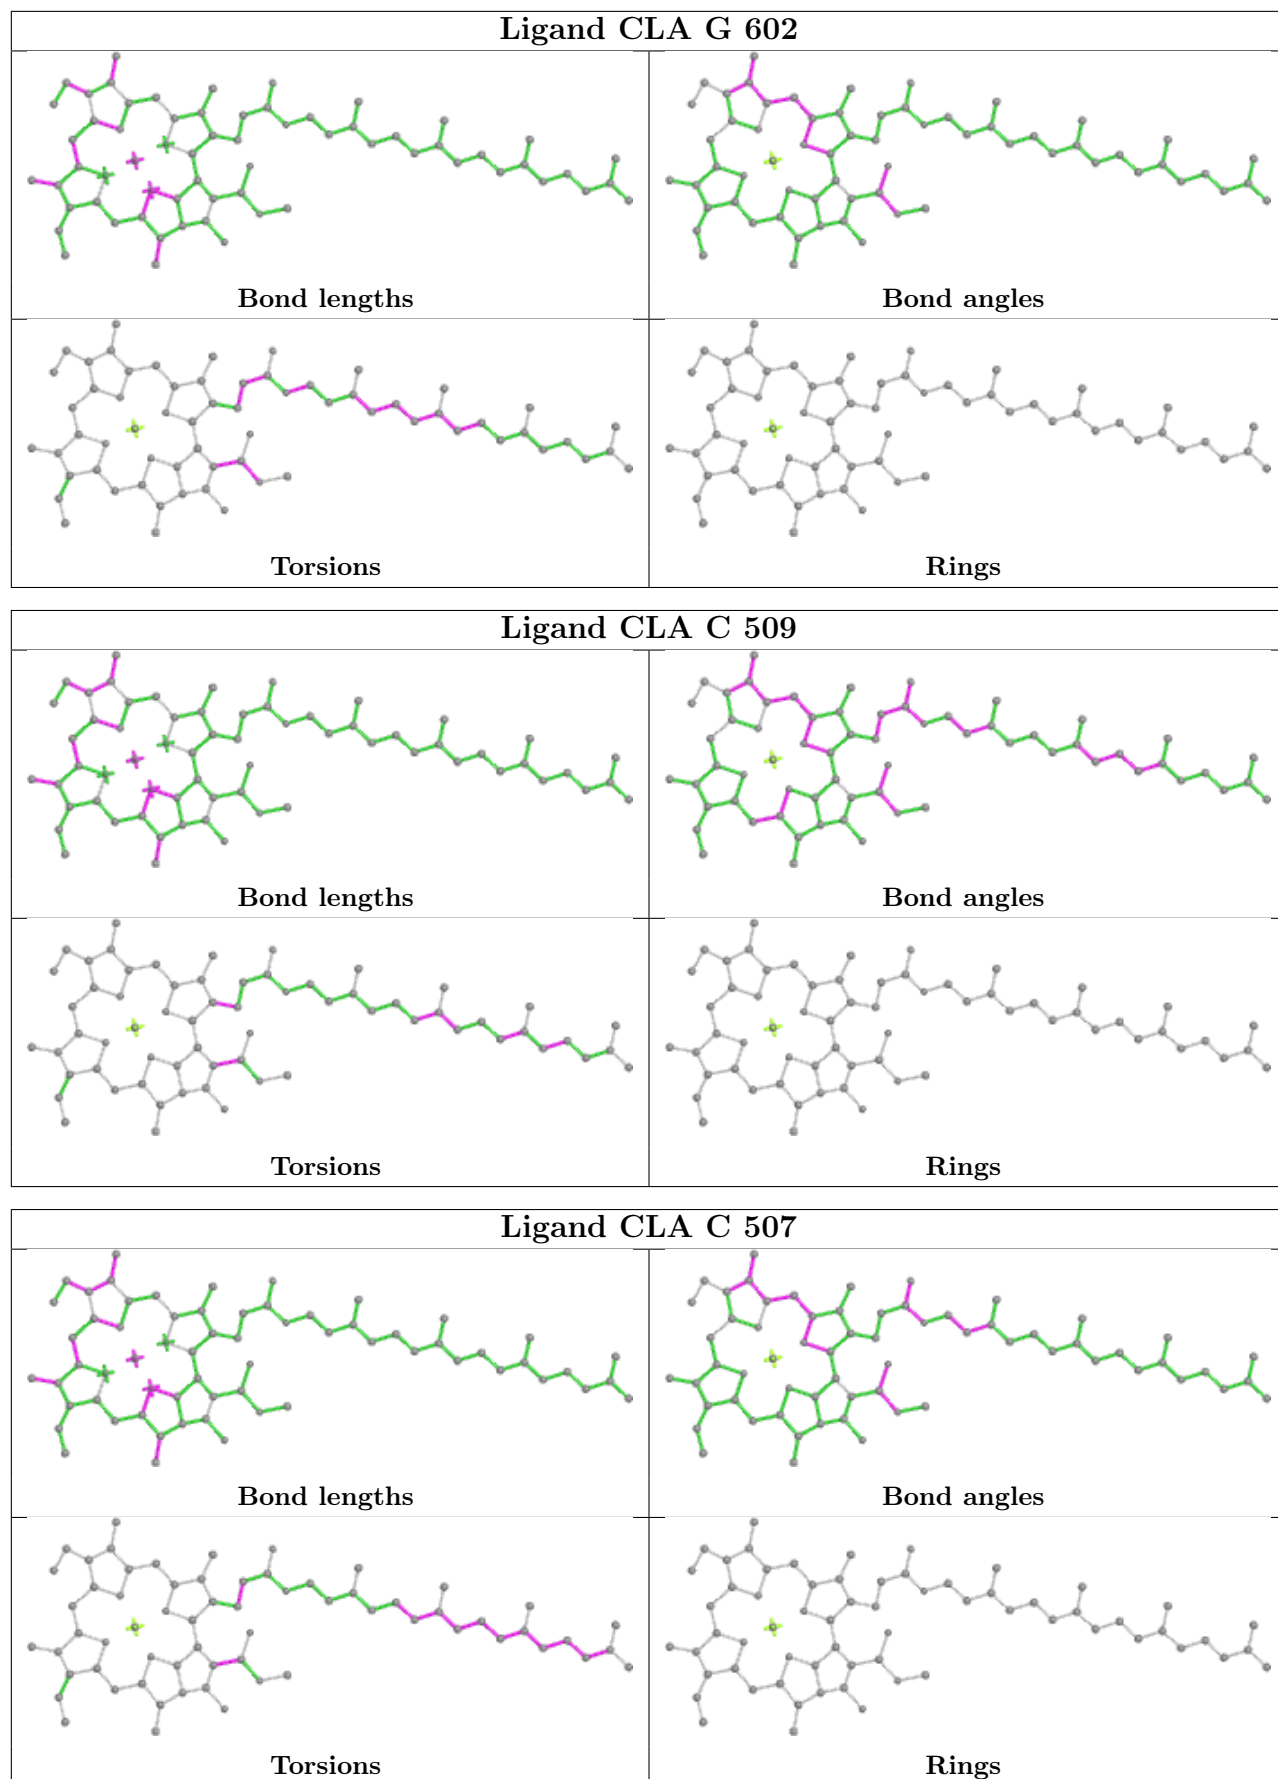 Ligand CLA G 602
Bond lengths
Bond angles
Torsions
Rings
Ligand CLA C 509
Bond lengths
Bond angles
Torsions
Rings
Ligand CLA C 507
Bond lengths
Bond angles
Torsions
Rings